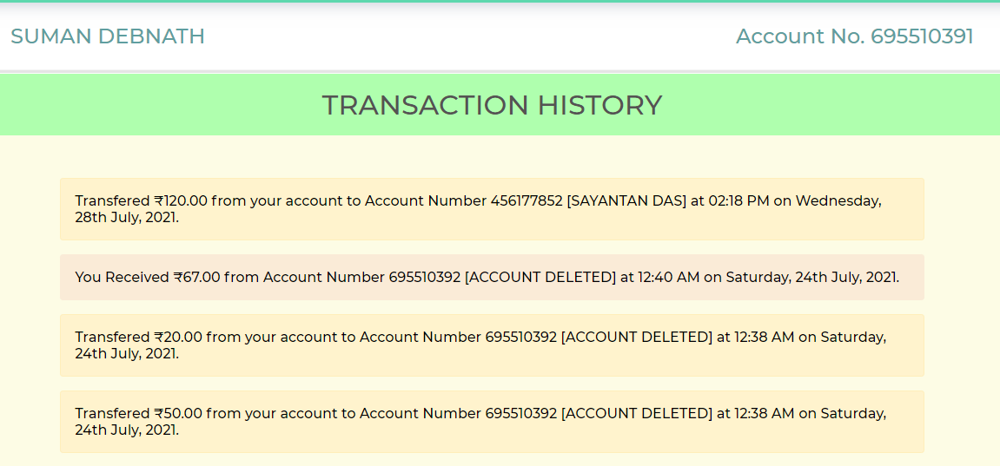 SUMAN DEBNATH
Account No. 695510391
TRANSACTION HISTORY
Transfered ₹120.00 from your account to Account Number 456177852 [SAYANTAN DAS] at 02:18 PM on Wednesday,
28th July, 2021.
You Received ₹67.00 from Account Number 695510392 [ACCOUNT DELETED] at 12:40 AM on Saturday, 24th July, 2021.
Transfered ₹20.00 from your account to Account Number 695510392 [ACCOUNT DELETED] at 12:38 AM on Saturday,
24th July, 2021.
Transfered ₹50.00 from your account to Account Number 695510392 [ACCOUNT DELETED] at 12:38 AM on Saturday,
24th July, 2021.